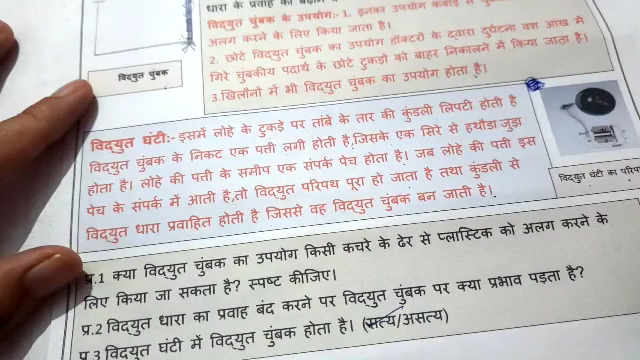 धारा के प्रवाह को बढ़ाने
विद्युत चुंबक के उपयोग:- 1. इनका उपयोग कबाड़ से
अलग करने के लिए किया जाता है।
2. छोटे विद्युत चुंबक का उपयोग डॉक्टरों के द्वारा दुर्घटना वश आंख में
गिरे चुंबकीय पदार्थ के छोटे टुकड़ो को बाहर निकालने में किया जाता है।
3.खिलौनों में भी विद्युत चुंबक का उपयोग होता है।
विद्युत चुंबक
विद्युत घंटी:- इसमें लोहे के टुकड़े पर तांबे के तार की कुंडली लिपटी होती है
विद्युत चुंबक के निकट एक पत्ती लगी होती है,जिसके एक सिरे से हथौड़ा जुड़ा
होता है। लोहे की पत्ती के समीप एक संपर्क पेच होता है। जब लोहे की पत्ती इस
पेच के संपर्क में आती है,तो विद्युत परिपथ पूरा हो जाता है तथा कुंडली से
विद्युत धारा प्रवाहित होती है जिससे वह विद्युत चुंबक बन जाती है।
विद्युत घंटी का
प्र.1 क्या विद्युत चुंबक का उपयोग किसी कचरे के ढेर से प्लास्टिक को अलग करने के
लिए किया जा सकता है? स्पष्ट कीजिए।
प्र.2 विद्युत धारा का प्रवाह बंद करने पर विद्युत चुंबक पर क्या प्रभाव पड़ता है?
प्र.3 विद्युत घंटी में विद्युत चुंबक होता है। (सत्य/असत्य)